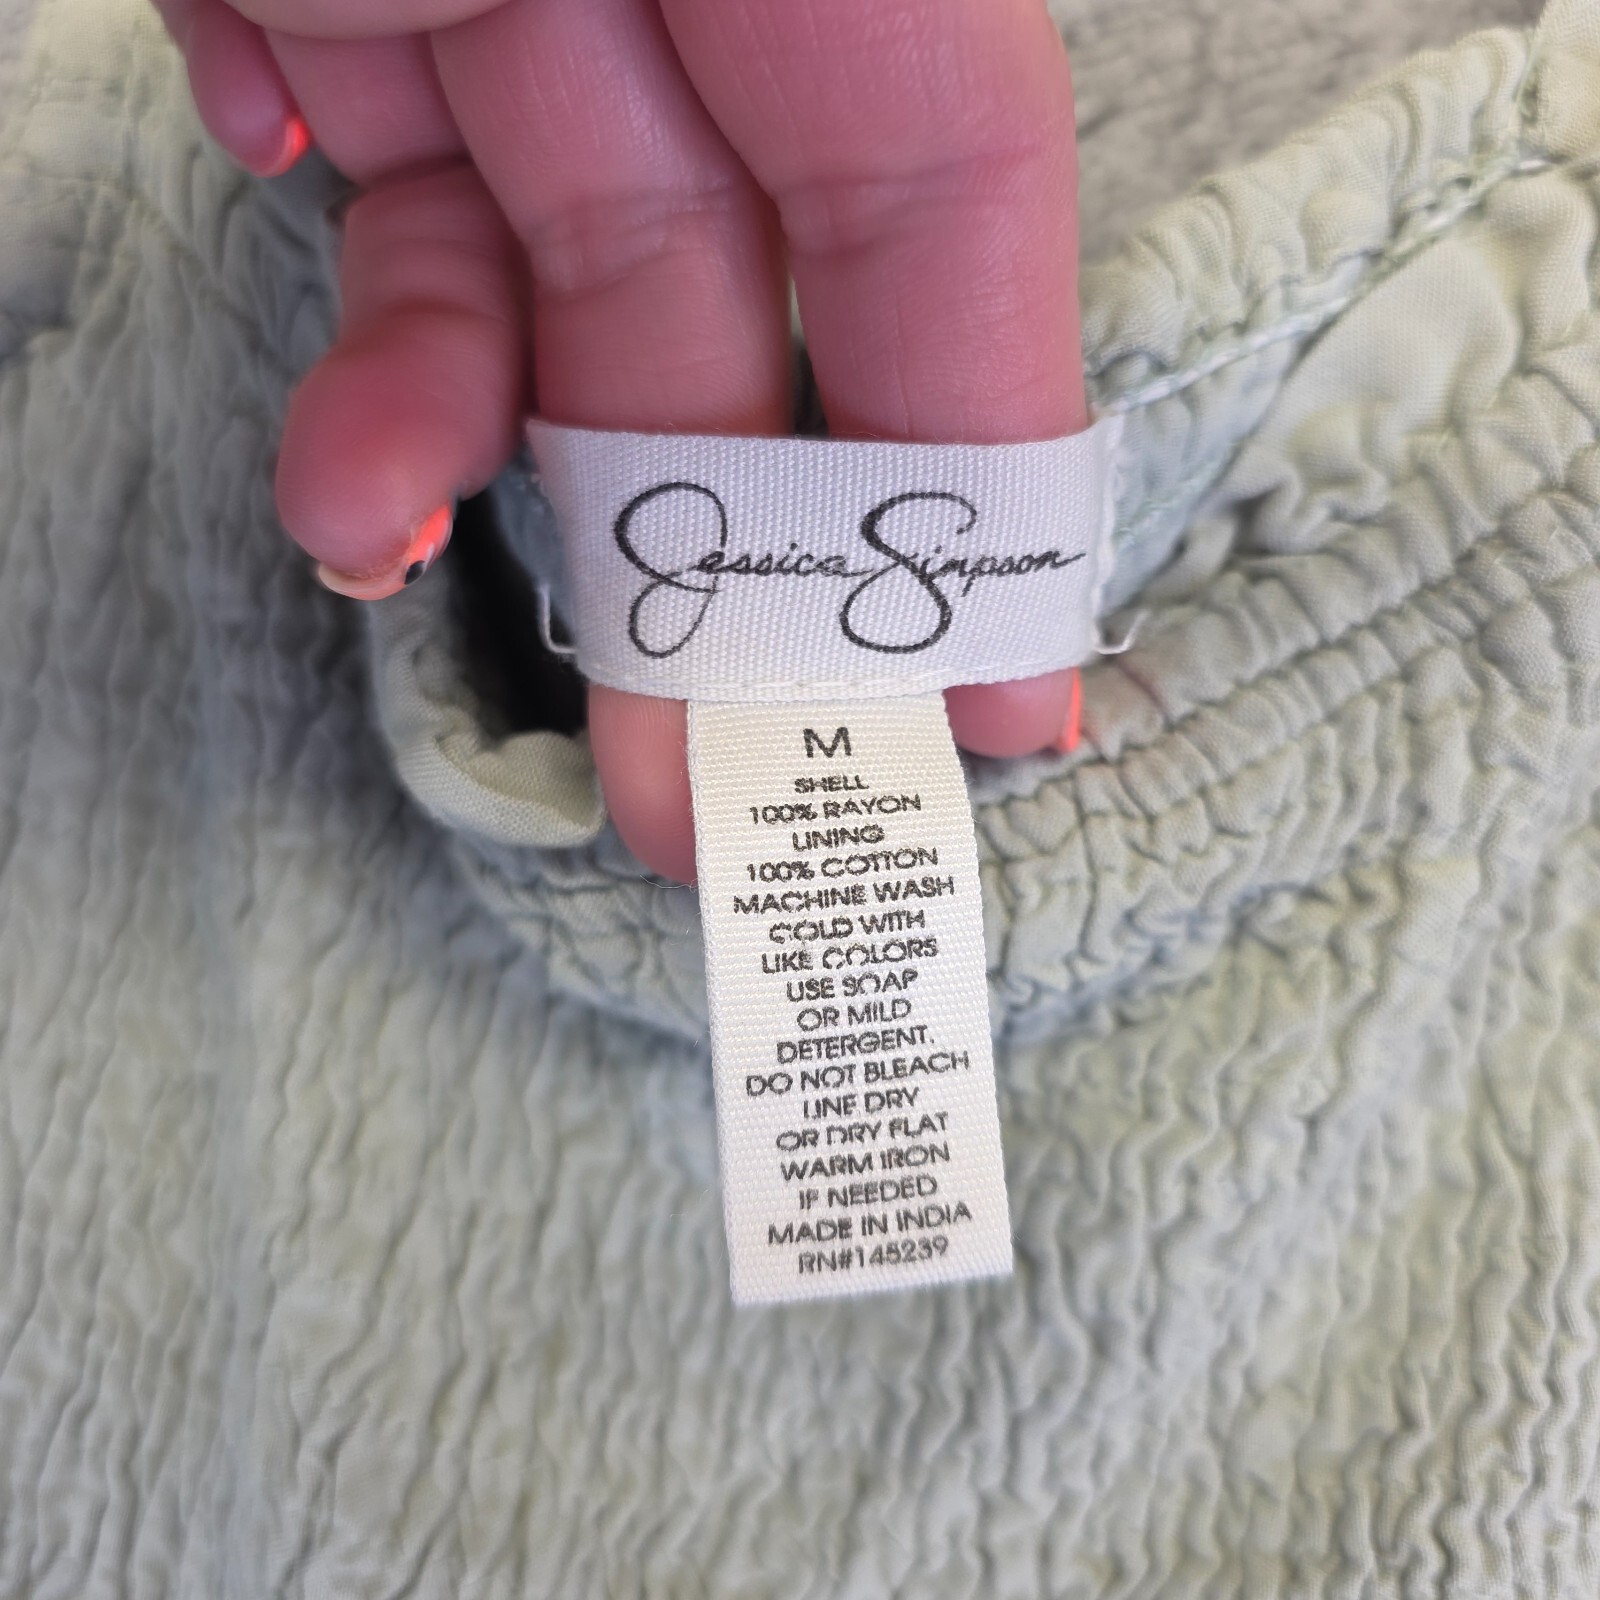 Jessica Simpson
M
SHELL
100% RAYON
LINING
100% COTTON
MACHINE WASH
COLD WITH
LIKE COLORS
USE SOAP
OR MILD
DETERGENT.
DO NOT BLEACH
LINE DRY
OR DRY FLAT
WARM IRON
IF NEEDED
MADE IN INDIA
RN#145239